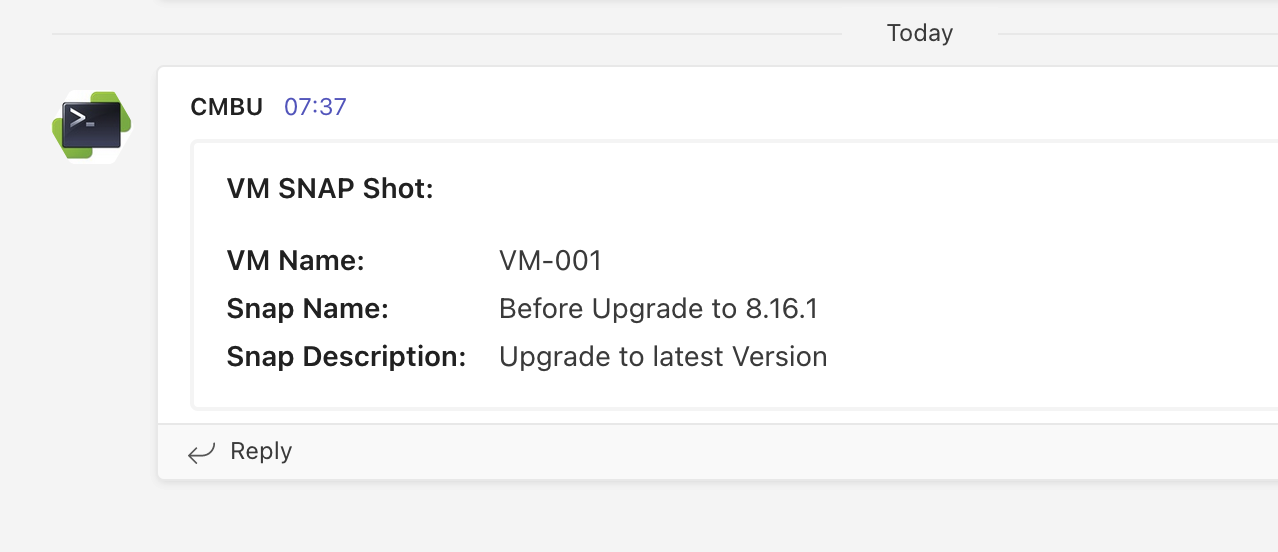 Today
CMBU 07:37
VM SNAP Shot:
VM Name: VM-001
Snap Name: Before Upgrade to 8.16.1
Snap Description: Upgrade to latest Version
Reply